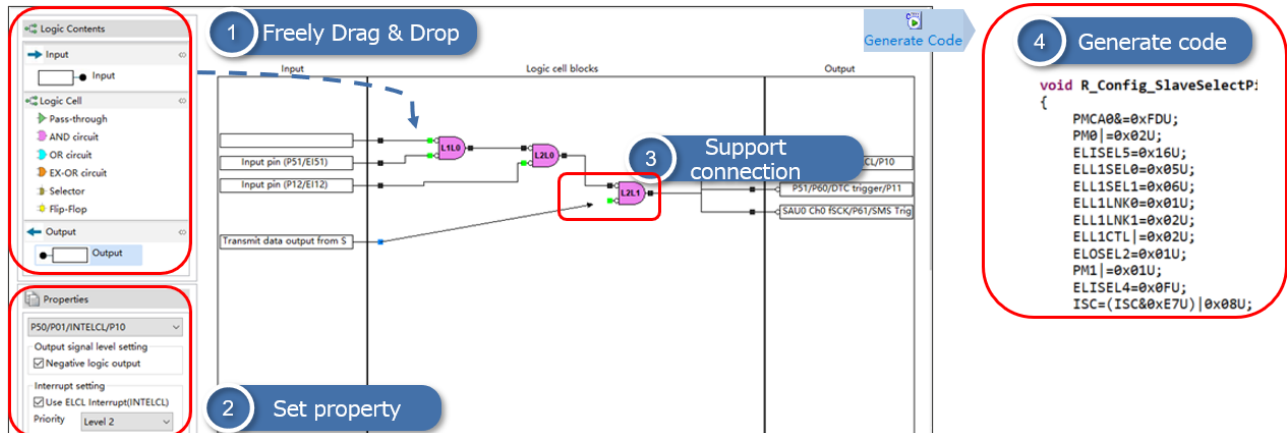 Logic Contents
Input
Input
Logic Cell
Pass-through
AND circuit
OR circuit
EX-OR circuit
Selector
Flip-Flop
Output
Output
Properties
P50/P01/INTELCL/P10
Output signal level setting
Negative logic output
Interrupt setting
Use ELCL Interrupt(INTELCL)
Priority Level 2
1 Freely Drag & Drop
2 Set property
Input
Logic cell blocks
Output
Input pin (P51/EI51)
Input pin (P12/EI12)
Transmit data output from S
L1L0
L2L0
L2L1
3 Support
connection
CL/P10
P51/P60/DTC trigger/P11
SAU0 Ch0 fSCK/P61/SMS Trig
Generate Code
4 Generate code
void R_Config_SlaveSelectPi
{
PMCA0&=0xFDU;
PM0|=0x02U;
ELISEL5=0x16U;
ELL1SEL0=0x05U;
ELL1SEL1=0x06U;
ELL1LNK0=0x01U;
ELL1LNK1=0x02U;
ELL1CTL|=0x02U;
ELOSEL2=0x01U;
PM1|=0x01U;
ELISEL4=0x0FU;
ISC=(ISC&0xE7U)|0x08U;